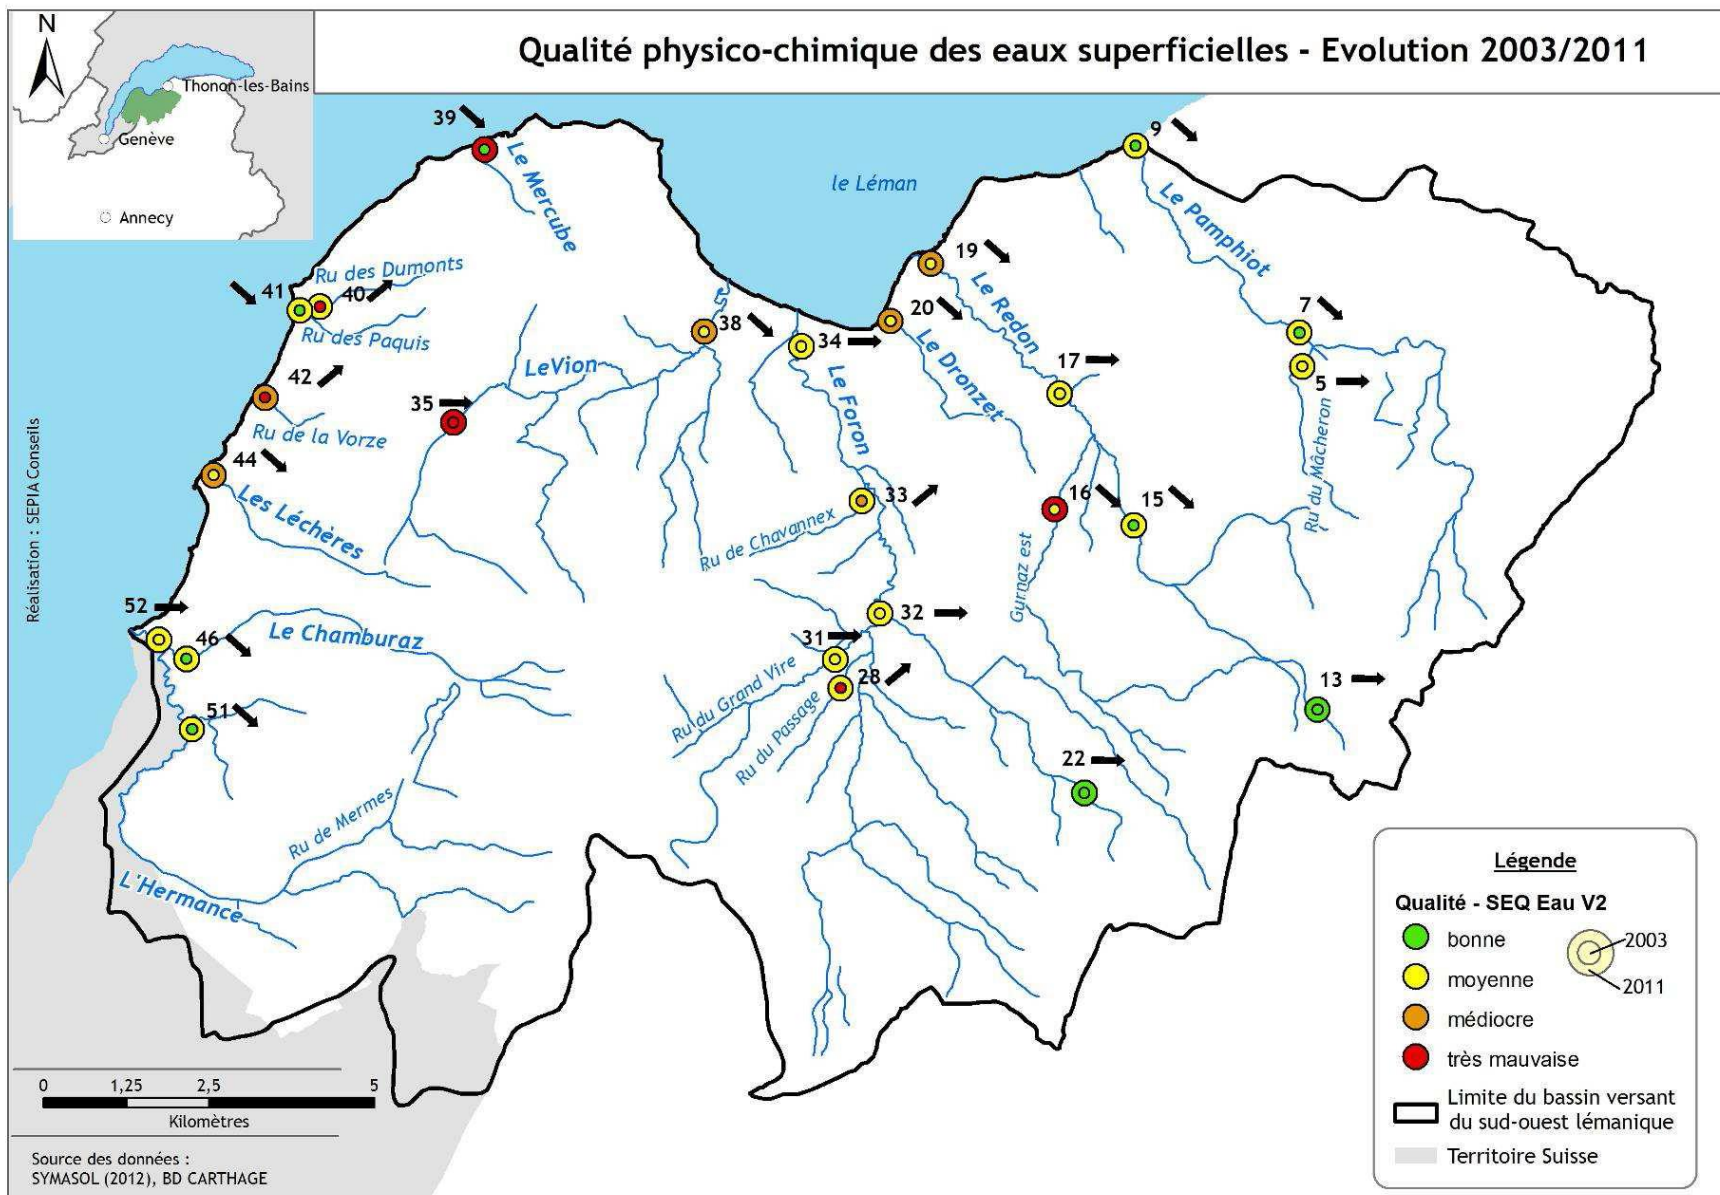 Qualité physico-chimique des eaux superficielles - Evolution 2003/2011
N
Thonon-les-Bains
Genève
Annecy
le Léman
39
Le Mercube
9
Le Pamphiot
19
Le Redon
41
Ru des Dumonts
40
Ru des Paquis
38
34
20
Le Dronzet
7
5
Ru du Mâcheron
42
Ru de la Vorze
35
LeVion
Le Foron
17
44
Les Léchères
33
Ru de Chavannex
16
15
Gurnaz est
52
46
Le Chamburaz
32
31
28
Ru du Grand Vire
Ru du Passage
13
51
22
Ru de Mermes
L'Hermance
Réalisation : SEPIA Conseils
0 1,25 2,5 5
Kilomètres
Source des données :
SYMASOL (2012), BD CARTHAGE
Légende
Qualité - SEQ Eau V2
bonne
moyenne
médiocre
très mauvaise
2003
2011
Limite du bassin versant
du sud-ouest lémanique
Territoire Suisse